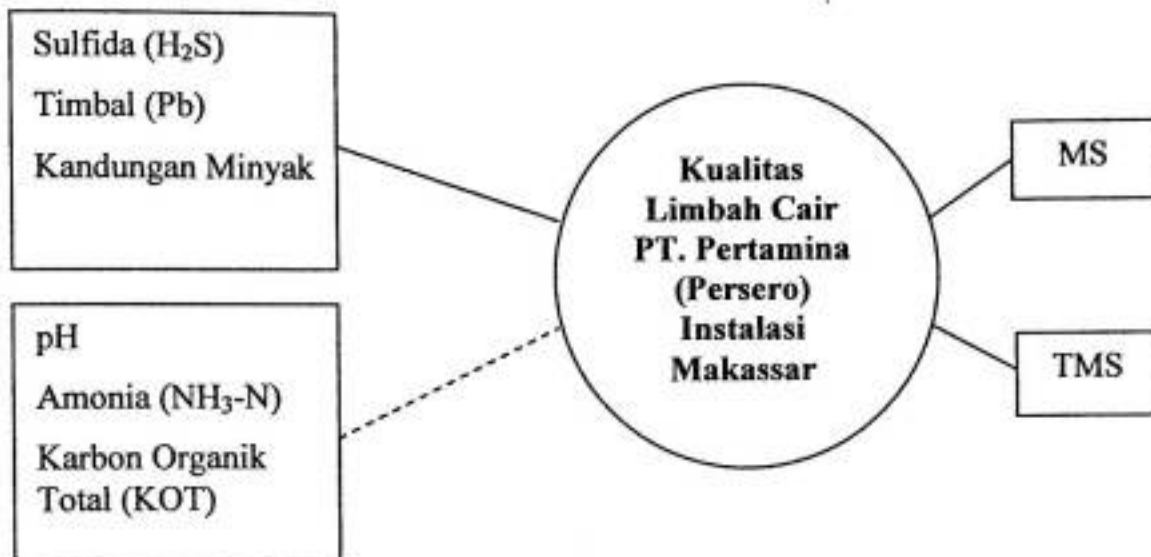 Sulfida (H₂S)
Timbal (Pb)
Kandungan Minyak
pH
Amonia (NH₃-N)
Karbon Organik
Total (KOT)
Kualitas
Limbah Cair
PT. Pertamina
(Persero)
Instalasi
Makassar
MS
TMS